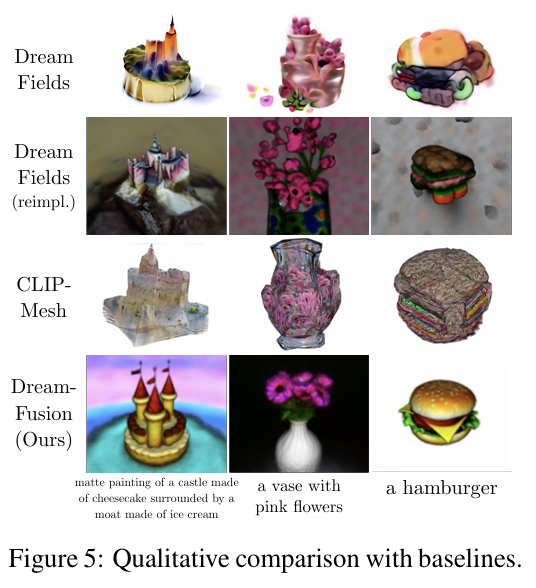 Dream
Fields
Dream
Fields
(reimpl.)
CLIP-
Mesh
Dream-
Fusion
(Ours)
matte painting of a castle made
of cheesecake surrounded by a
moat made of ice cream
a vase with
pink flowers
a hamburger
Figure 5: Qualitative comparison with baselines.